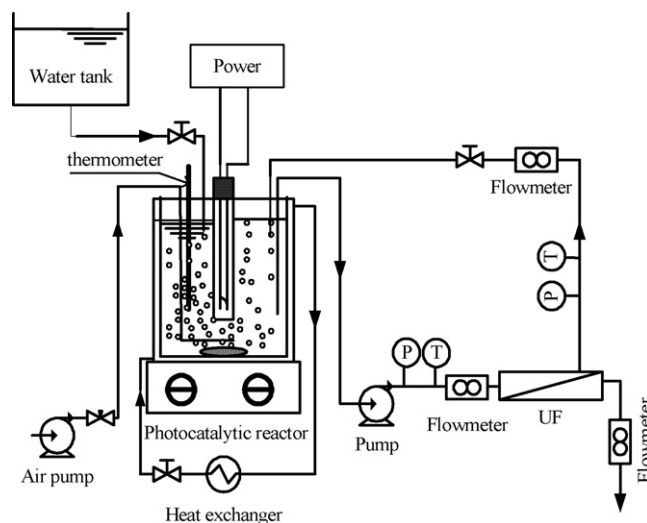 Water tank
Power
thermometer
Flowmeter
T
P
P
T
Photocatalytic reactor
Pump
Flowmeter
UF
Flowmeter
Air pump
Heat exchanger